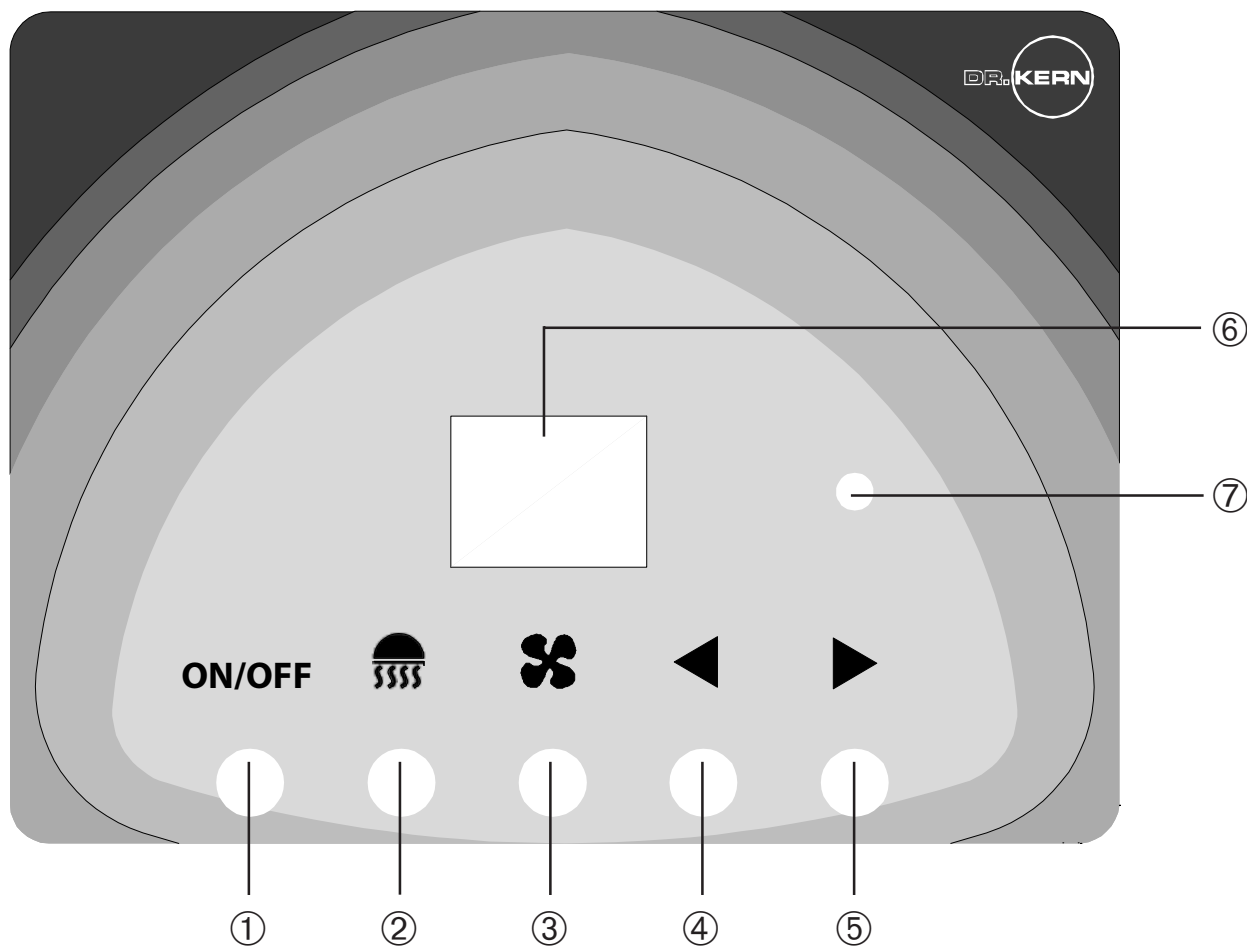 DR. KERN
⑥
⑦
ON/OFF
① ② ③ ④ ⑤